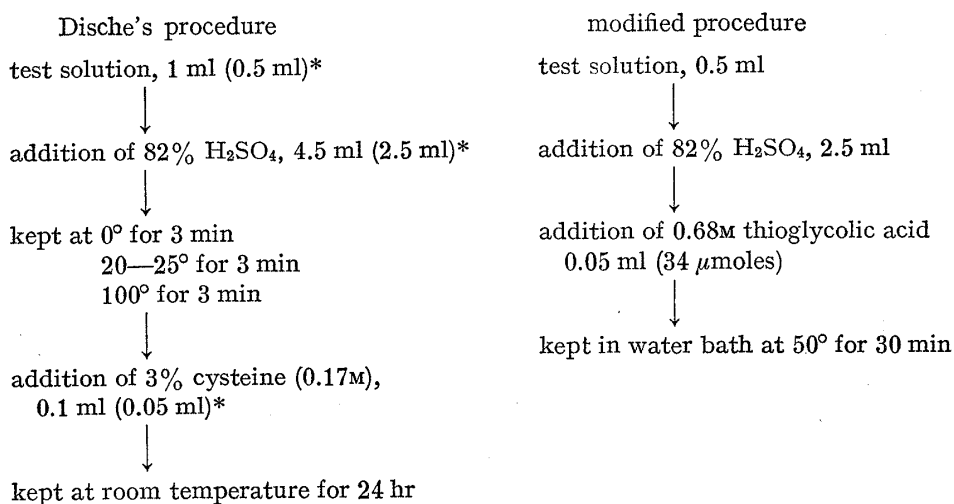 Dische's procedure
test solution, 1 ml (0.5 ml)*
addition of 82% H₂SO₄, 4.5 ml (2.5 ml)*
kept at 0° for 3 min
20—25° for 3 min
100° for 3 min
addition of 3% cysteine (0.17M),
0.1 ml (0.05 ml)*
kept at room temperature for 24 hr
modified procedure
test solution, 0.5 ml
addition of 82% H₂SO₄, 2.5 ml
addition of 0.68M thioglycolic acid
0.05 ml (34 μmoles)
kept in water bath at 50° for 30 min